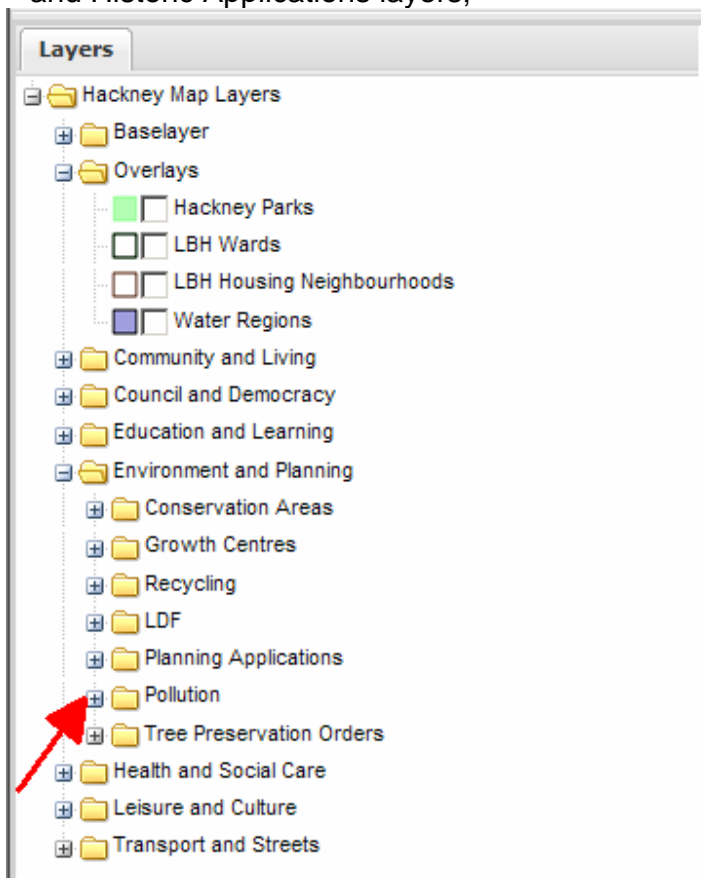 and Historic Applications layers;
Layers
Hackney Map Layers
Baselayer
Overlays
Hackney Parks
LBH Wards
LBH Housing Neighbourhoods
Water Regions
Community and Living
Council and Democracy
Education and Learning
Environment and Planning
Conservation Areas
Growth Centres
Recycling
LDF
Planning Applications
Pollution
Tree Preservation Orders
Health and Social Care
Leisure and Culture
Transport and Streets